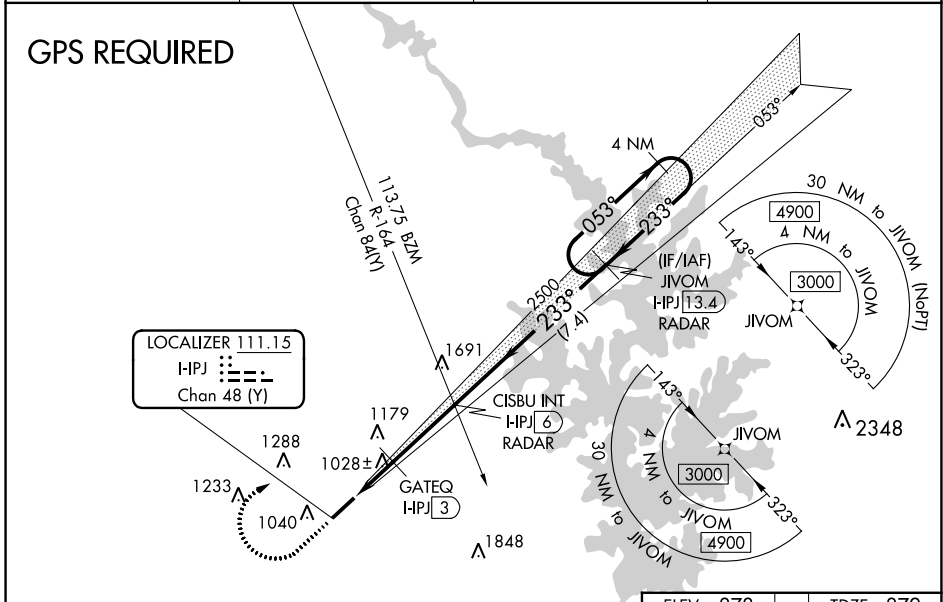 GPS REQUIRED
053°
4 NM
113.75 BZM
R-164
Chan 84(Y)
053°
233°
30 NM to JIVOM (NoPT)
4900
4 NM to JIVOM
143°
3000
JIVOM
323°
(IF/IAF)
JIVOM
I-IPJ 13.4
RADAR
2500
233°
(7.4)
LOCALIZER 111.15
I-IPJ
Chan 48 (Y)
1691
CISBU INT
I-IPJ 6
RADAR
143°
JIVOM
2348
1179
1288
1028±
GATEQ
I-IPJ 3
30 NM to JIVOM
4 NM to JIVOM
3000
323°
4900
1233
1040
1848
ELEV 879